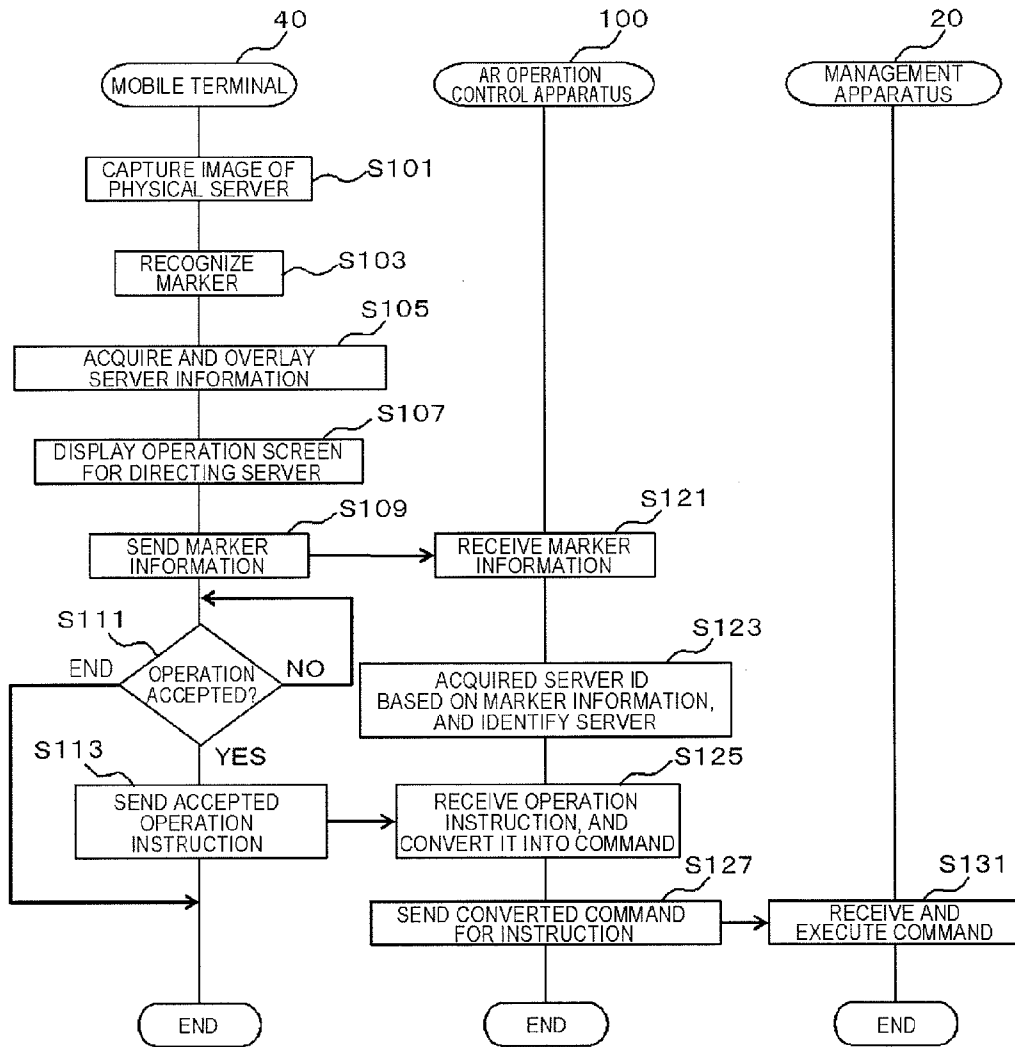 40
100
20
MOBILE TERMINAL
AR OPERATION
CONTROL APPARATUS
MANAGEMENT
APPARATUS
CAPTURE IMAGE OF
PHYSICAL SERVER
S101
RECOGNIZE
MARKER
S103
S105
ACQUIRE AND OVERLAY
SERVER INFORMATION
S107
DISPLAY OPERATION SCREEN
FOR DIRECTING SERVER
S109
SEND MARKER
INFORMATION
S121
RECEIVE MARKER
INFORMATION
S111
END
OPERATION
ACCEPTED?
NO
YES
S123
ACQUIRED SERVER ID
BASED ON MARKER INFORMATION,
AND IDENTIFY SERVER
S113
SEND ACCEPTED
OPERATION
INSTRUCTION
S125
RECEIVE OPERATION
INSTRUCTION, AND
CONVERT IT INTO COMMAND
S127
SEND CONVERTED COMMAND
FOR INSTRUCTION
S131
RECEIVE AND
EXECUTE COMMAND
END
END
END